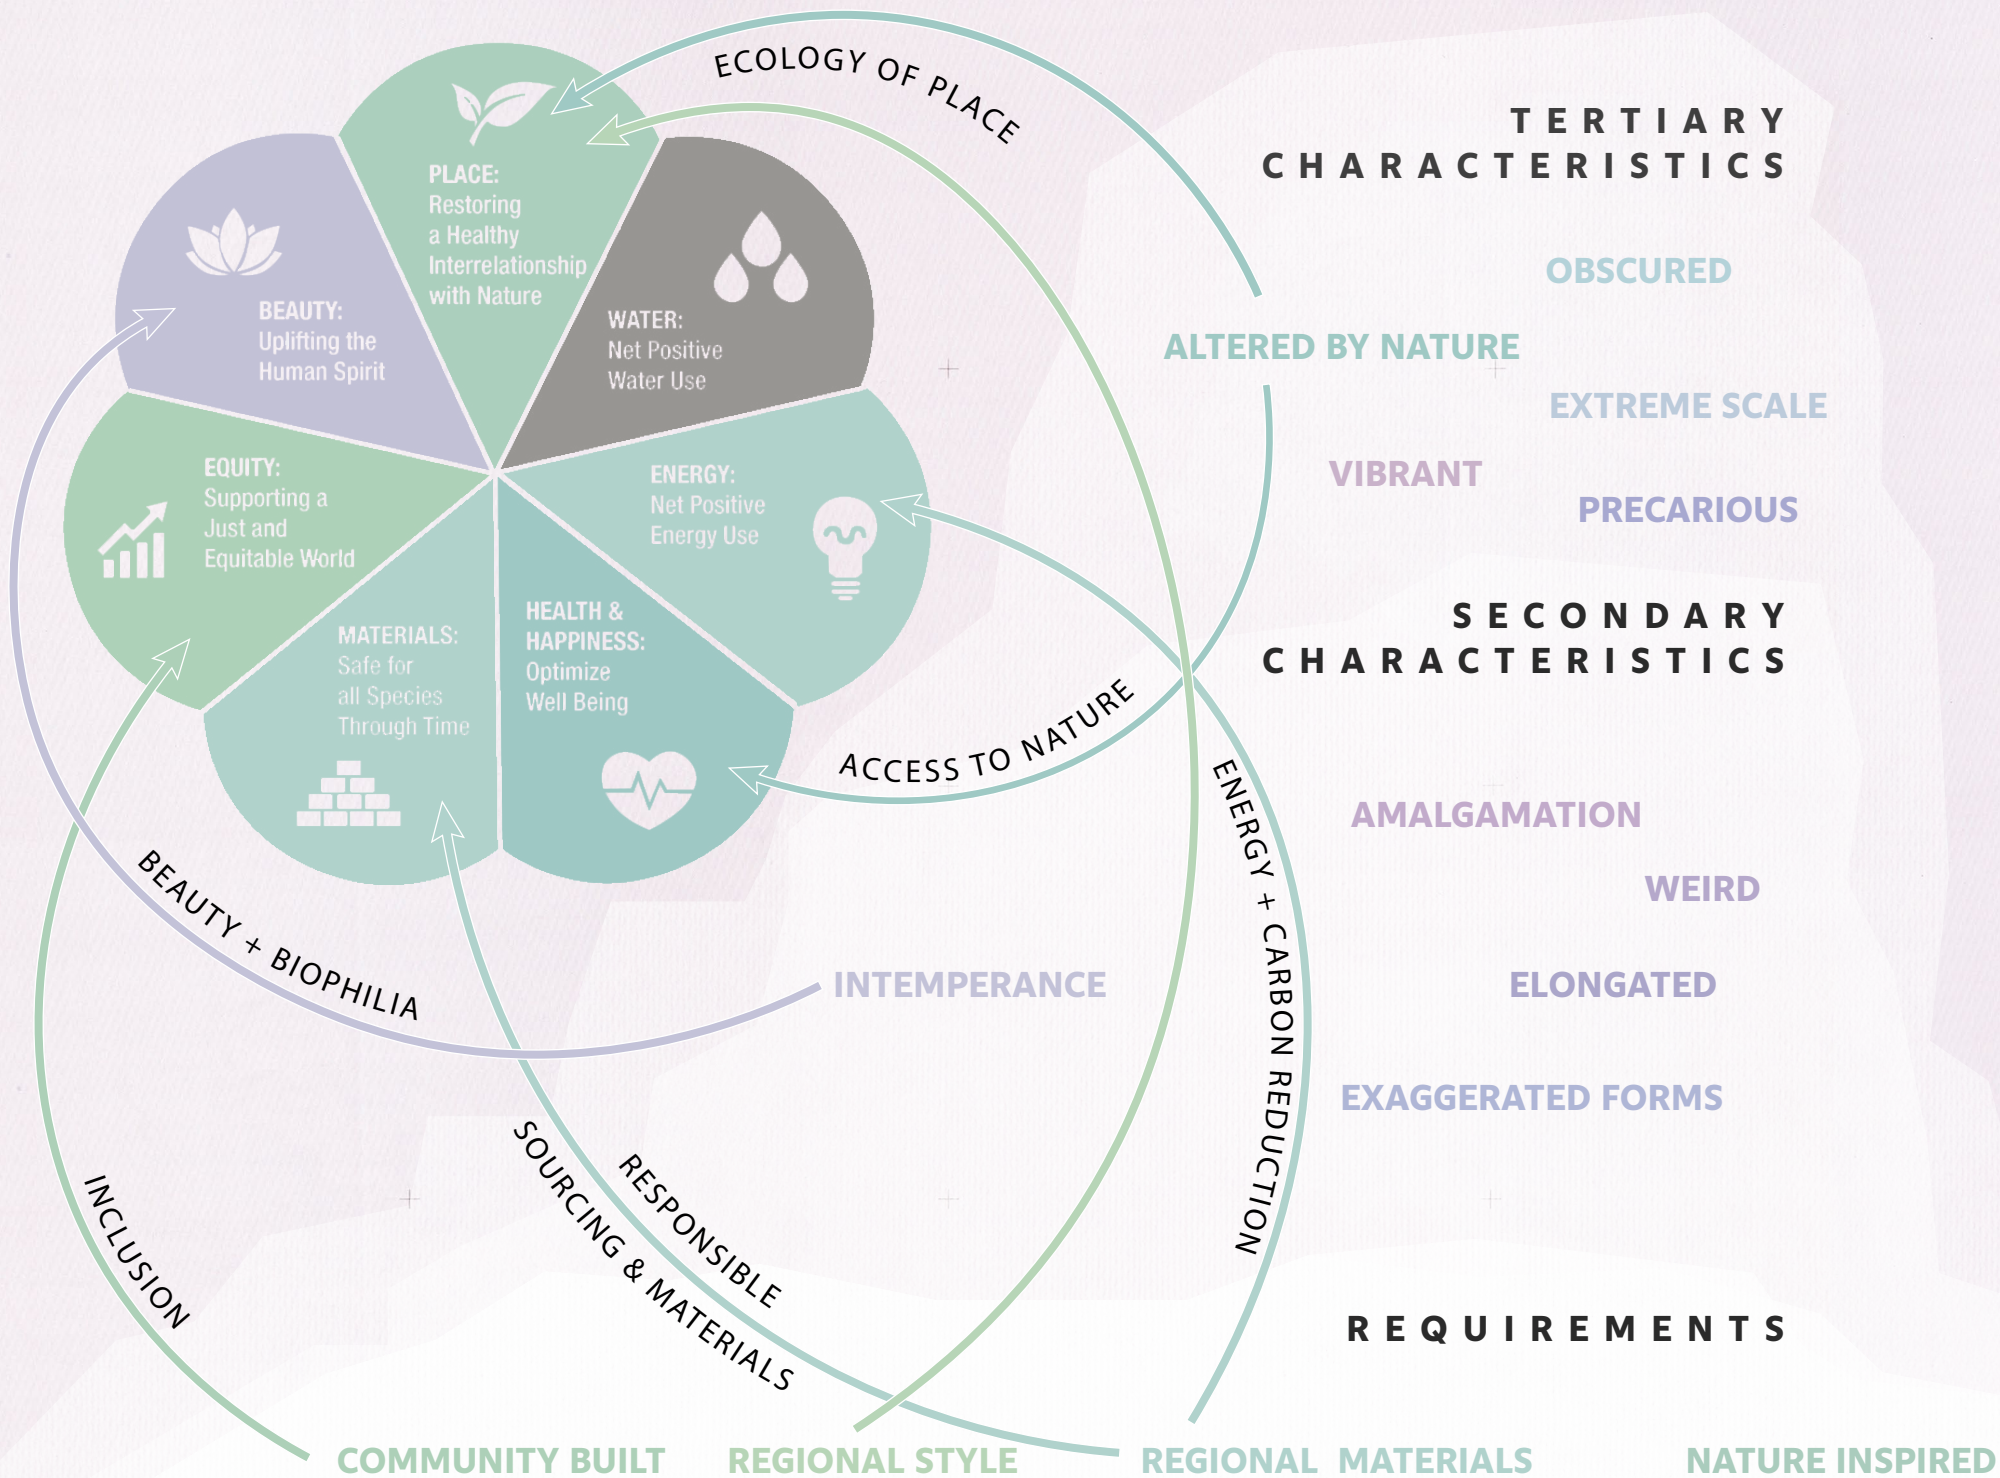 ECOLOGY OF PLACE
PLACE:
Restoring
a Healthy
Interrelationship
with Nature
BEAUTY:
Uplifting the
Human Spirit
WATER:
Net Positive
Water Use
EQUITY:
Supporting a
Just and
Equitable World
ENERGY:
Net Positive
Energy Use
MATERIALS:
Safe for
all Species
Through Time
HEALTH &
HAPPINESS:
Optimize
Well Being
TERTIARY
CHARACTERISTICS
OBSCURED
ALTERED BY NATURE
EXTREME SCALE
VIBRANT
PRECARIOUS
SECONDARY
CHARACTERISTICS
ACCESS TO NATURE
ENERGY + CARBON REDUCTION
AMALGAMATION
WEIRD
BEAUTY + BIOPHILIA
INTEMPERANCE
ELONGATED
EXAGGERATED FORMS
INCLUSION
RESPONSIBLE
SOURCING & MATERIALS
REQUIREMENTS
COMMUNITY BUILT
REGIONAL STYLE
REGIONAL MATERIALS
NATURE INSPIRED